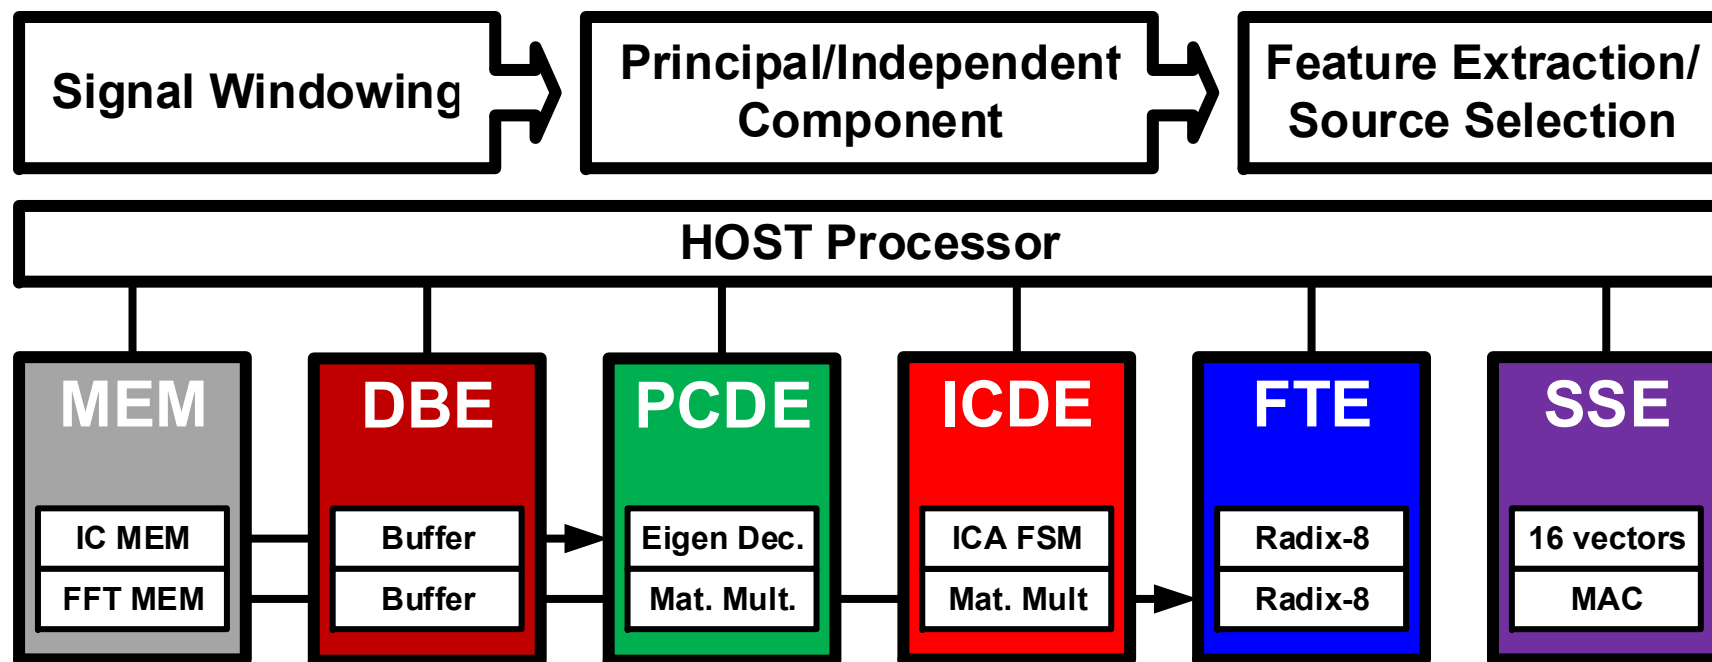 Signal Windowing
Principal/Independent
Component
Feature Extraction/
Source Selection
HOST Processor
MEM
DBE
PCDE
ICDE
FTE
SSE
IC MEM
Buffer
Eigen Dec.
ICA FSM
Radix-8
16 vectors
FFT MEM
Buffer
Mat. Mult.
Mat. Mult
Radix-8
MAC